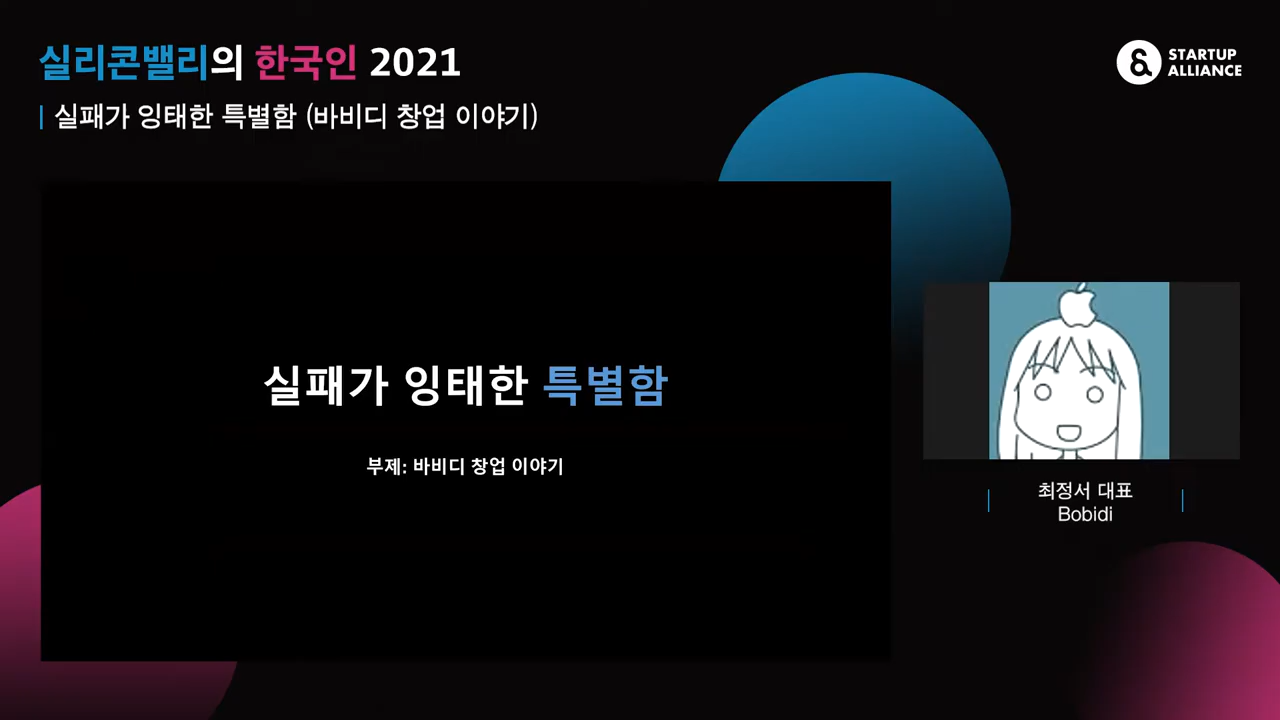 실리콘밸리의 한국인 2021
실패가 잉태한 특별함 (바비디 창업 이야기)
& STARTUP
ALLIANCE
실패가 잉태한 특별함
부제: 바비디 창업 이야기
최정서 대표
Bobidi